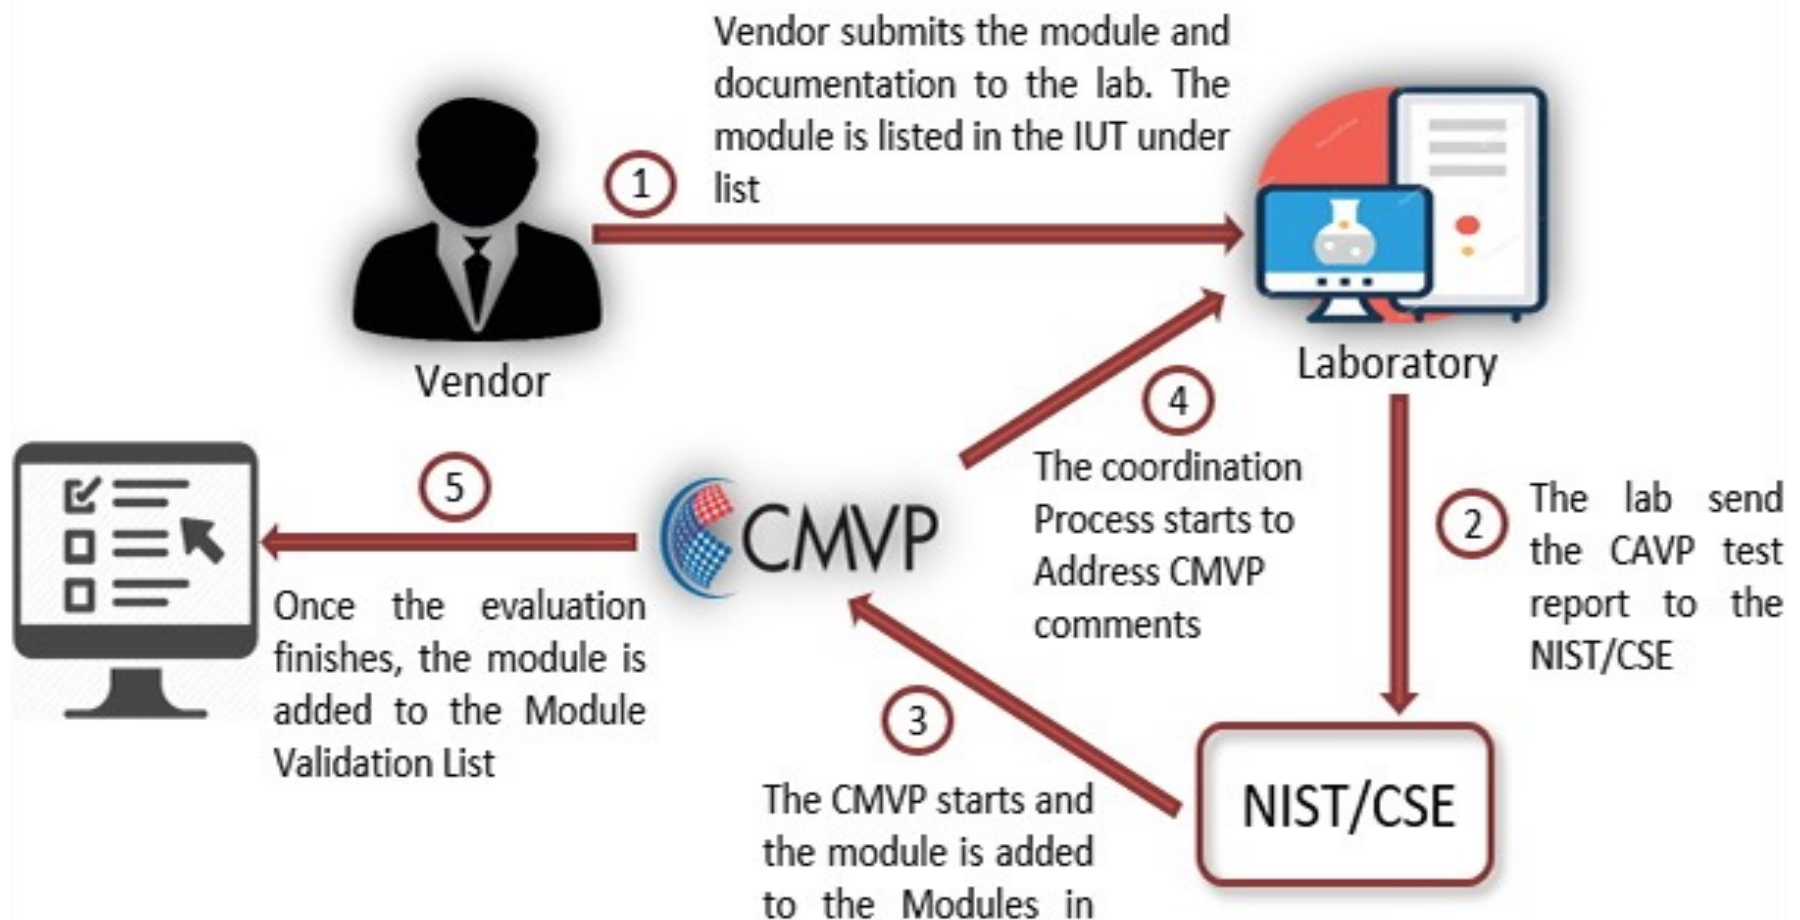 Vendor submits the module and
documentation to the lab. The
module is listed in the IUT under
list
1
Vendor
Laboratory
4
The coordination
Process starts to
Address CMVP
comments
2
The lab send
the CAVP test
report to the
NIST/CSE
5
CMVP
Once the evaluation
finishes, the module is
added to the Module
Validation List
3
The CMVP starts and
the module is added
to the Modules in
NIST/CSE